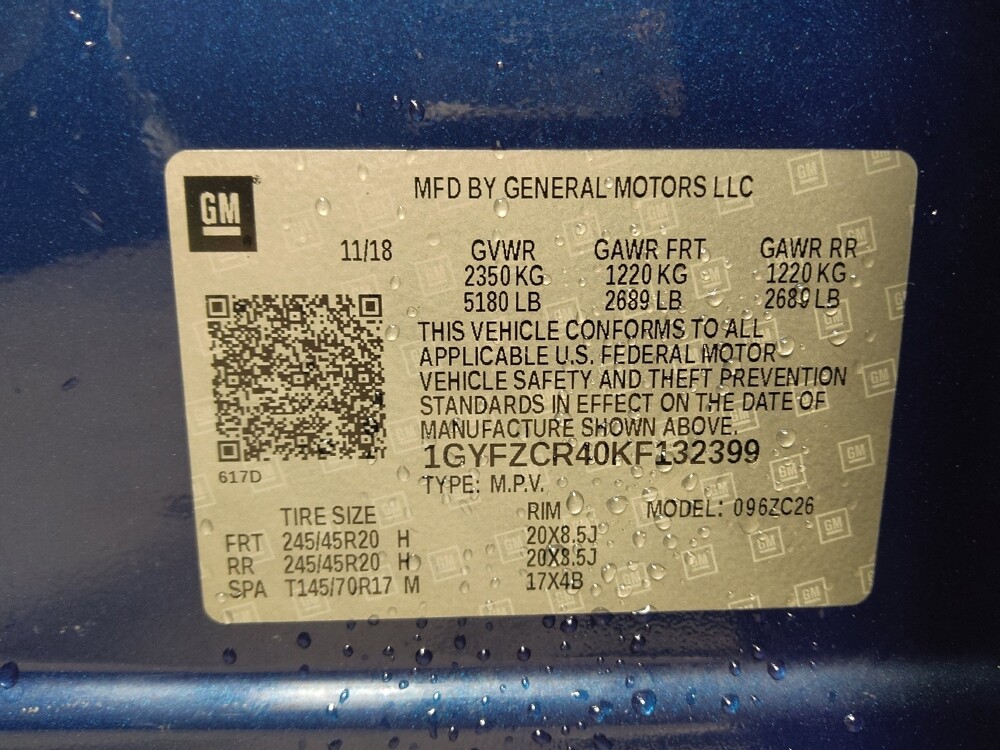 GM
MFD BY GENERAL MOTORS LLC
11/18 GVWR GAWR FRT GAWR RR
2350 KG 1220 KG 1220 KG
5180 LB 2689 LB 2689 LB
THIS VEHICLE CONFORMS TO ALL
APPLICABLE U.S. FEDERAL MOTOR
VEHICLE SAFETY AND THEFT PREVENTION
STANDARDS IN EFFECT ON THE DATE OF
MANUFACTURE SHOWN ABOVE.
1GYFZCR40KF132399
617D
TYPE: M.P.V.
TIRE SIZE RIM MODEL: 096ZC26
FRT 245/45R20 H 20X8.5J
RR 245/45R20 H 20X8.5J
SPA T145/70R17 M 17X4B